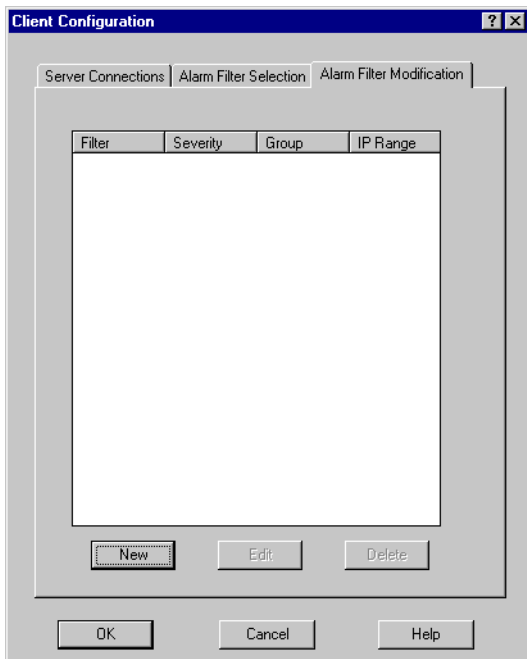 Client Configuration
Server Connections Alarm Filter Selection Alarm Filter Modification
Filter Severity Group IP Range
New Edit Delete
OK Cancel Help